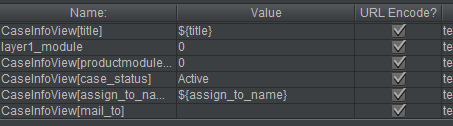 Name: Value URL Encode?
CaseInfoView[title] ${title} te
layer1_module 0 te
CaseInfoView[productmodule... 0 te
CaseInfoView[case_status] Active te
CaseInfoView[assign_to_na... ${assign_to_name} te
CaseInfoView[mail_to] te